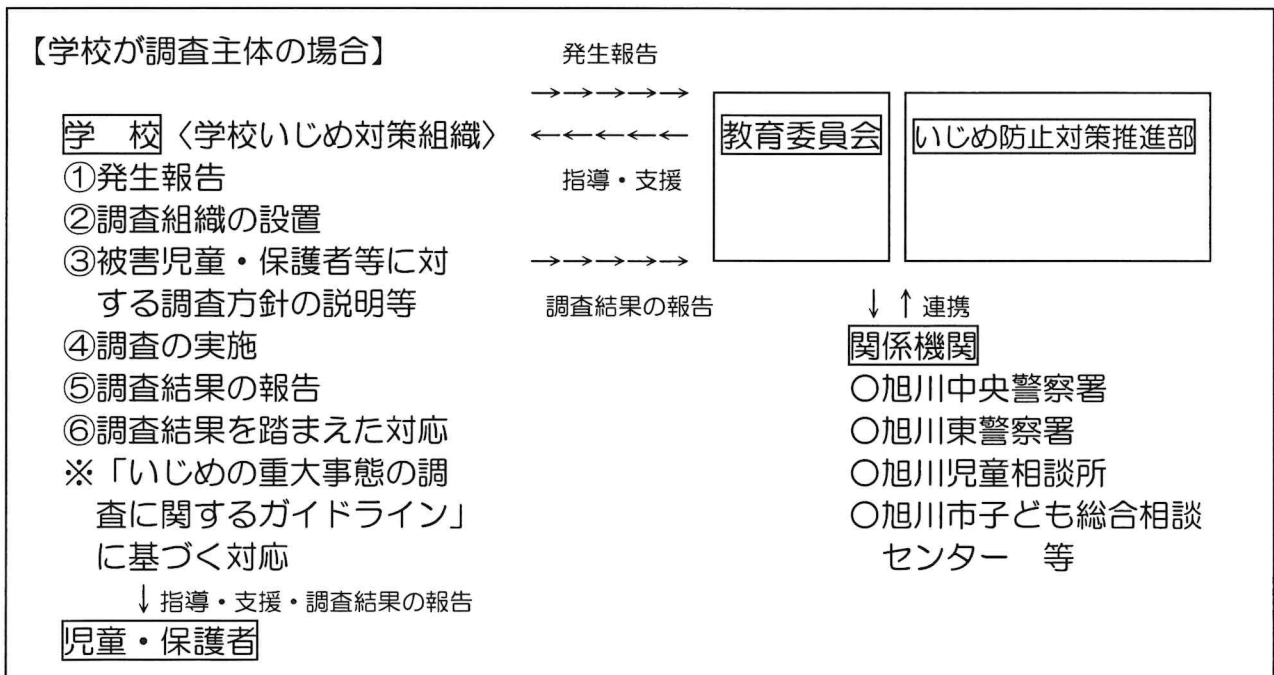 【学校が調査主体の場合】
発生報告
→→→→→
学　校〈学校いじめ対策組織〉
←←←←←
教育委員会
いじめ防止対策推進部
①発生報告
指導・支援
②調査組織の設置
③被害児童・保護者等に対
→→→→→
する調査方針の説明等
調査結果の報告
↓↑連携
④調査の実施
関係機関
⑤調査結果の報告
○旭川中央警察署
⑥調査結果を踏まえた対応
○旭川東警察署
※「いじめの重大事態の調
○旭川児童相談所
査に関するガイドライン」
○旭川市子ども総合相談
に基づく対応
センター　等
↓指導・支援・調査結果の報告
児童・保護者